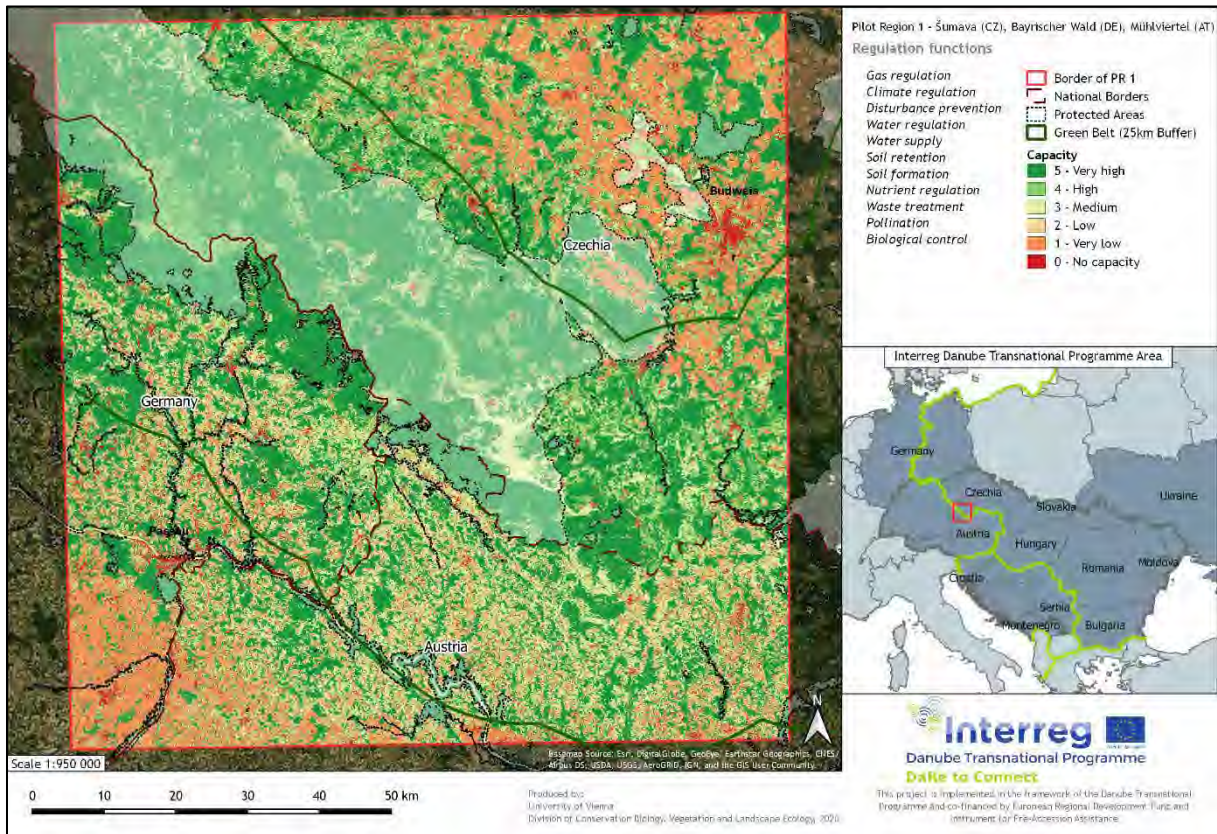 Pilot Region 1 - Šumava (CZ), Bayrischer Wald (DE), Mühlviertel (AT)
Regulation functions
Gas regulation
Climate regulation
Disturbance prevention
Water regulation
Water supply
Soil retention
Soil formation
Nutrient regulation
Waste treatment
Pollination
Biological control
Border of PR 1
National Borders
Protected Areas
Green Belt (25km Buffer)
Capacity
5 - Very high
4 - High
3 - Medium
2 - Low
1 - Very low
0 - No capacity
Budweis
Czechia
Germany
Passau
Austria
N
Basemap Source: Esri, DigitalGlobe, GeoEye, Earthstar Geographics, CNES/
Airbus DS, USDA, USGS, AeroGRID, IGN, and the GIS User Community
Scale 1:950 000
0 10 20 30 40 50 km
Produced by:
University of Vienna
Division of Conservation Biology, Vegetation and Landscape Ecology, 2020
Interreg Danube Transnational Programme Area
Germany
Czechia
Slovakia
Ukraine
Austria
Hungary
Moldova
Romania
Croatia
Serbia
Montenegro
Bulgaria
Interreg
Danube Transnational Programme
DaRe to Connect
This project is implemented in the framework of the Danube Transnational
Programme and co-financed by European Regional Development Fund and
Instrument for Pre-Accession Assistance.